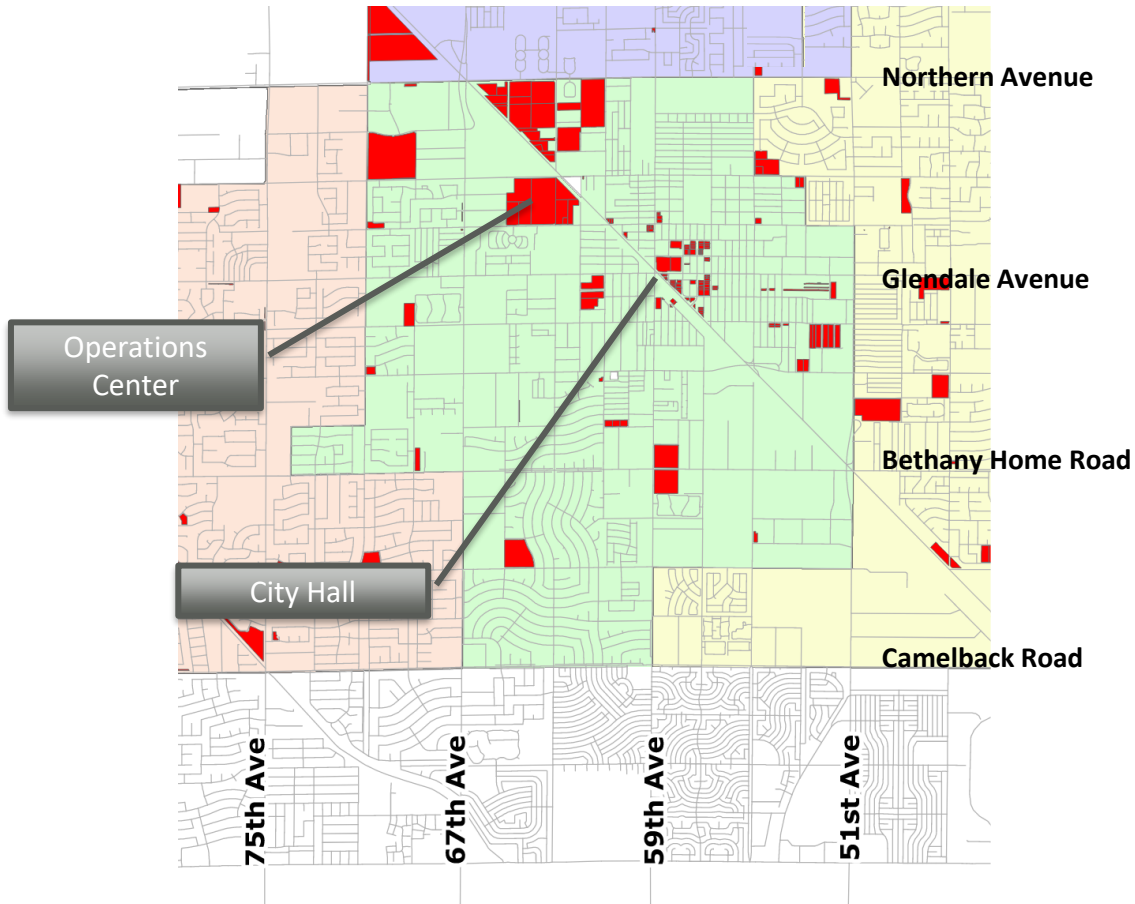 Northern Avenue
Glendale Avenue
Operations
Center
Bethany Home Road
City Hall
Camelback Road
75th Ave
67th Ave
59th Ave
51st Ave